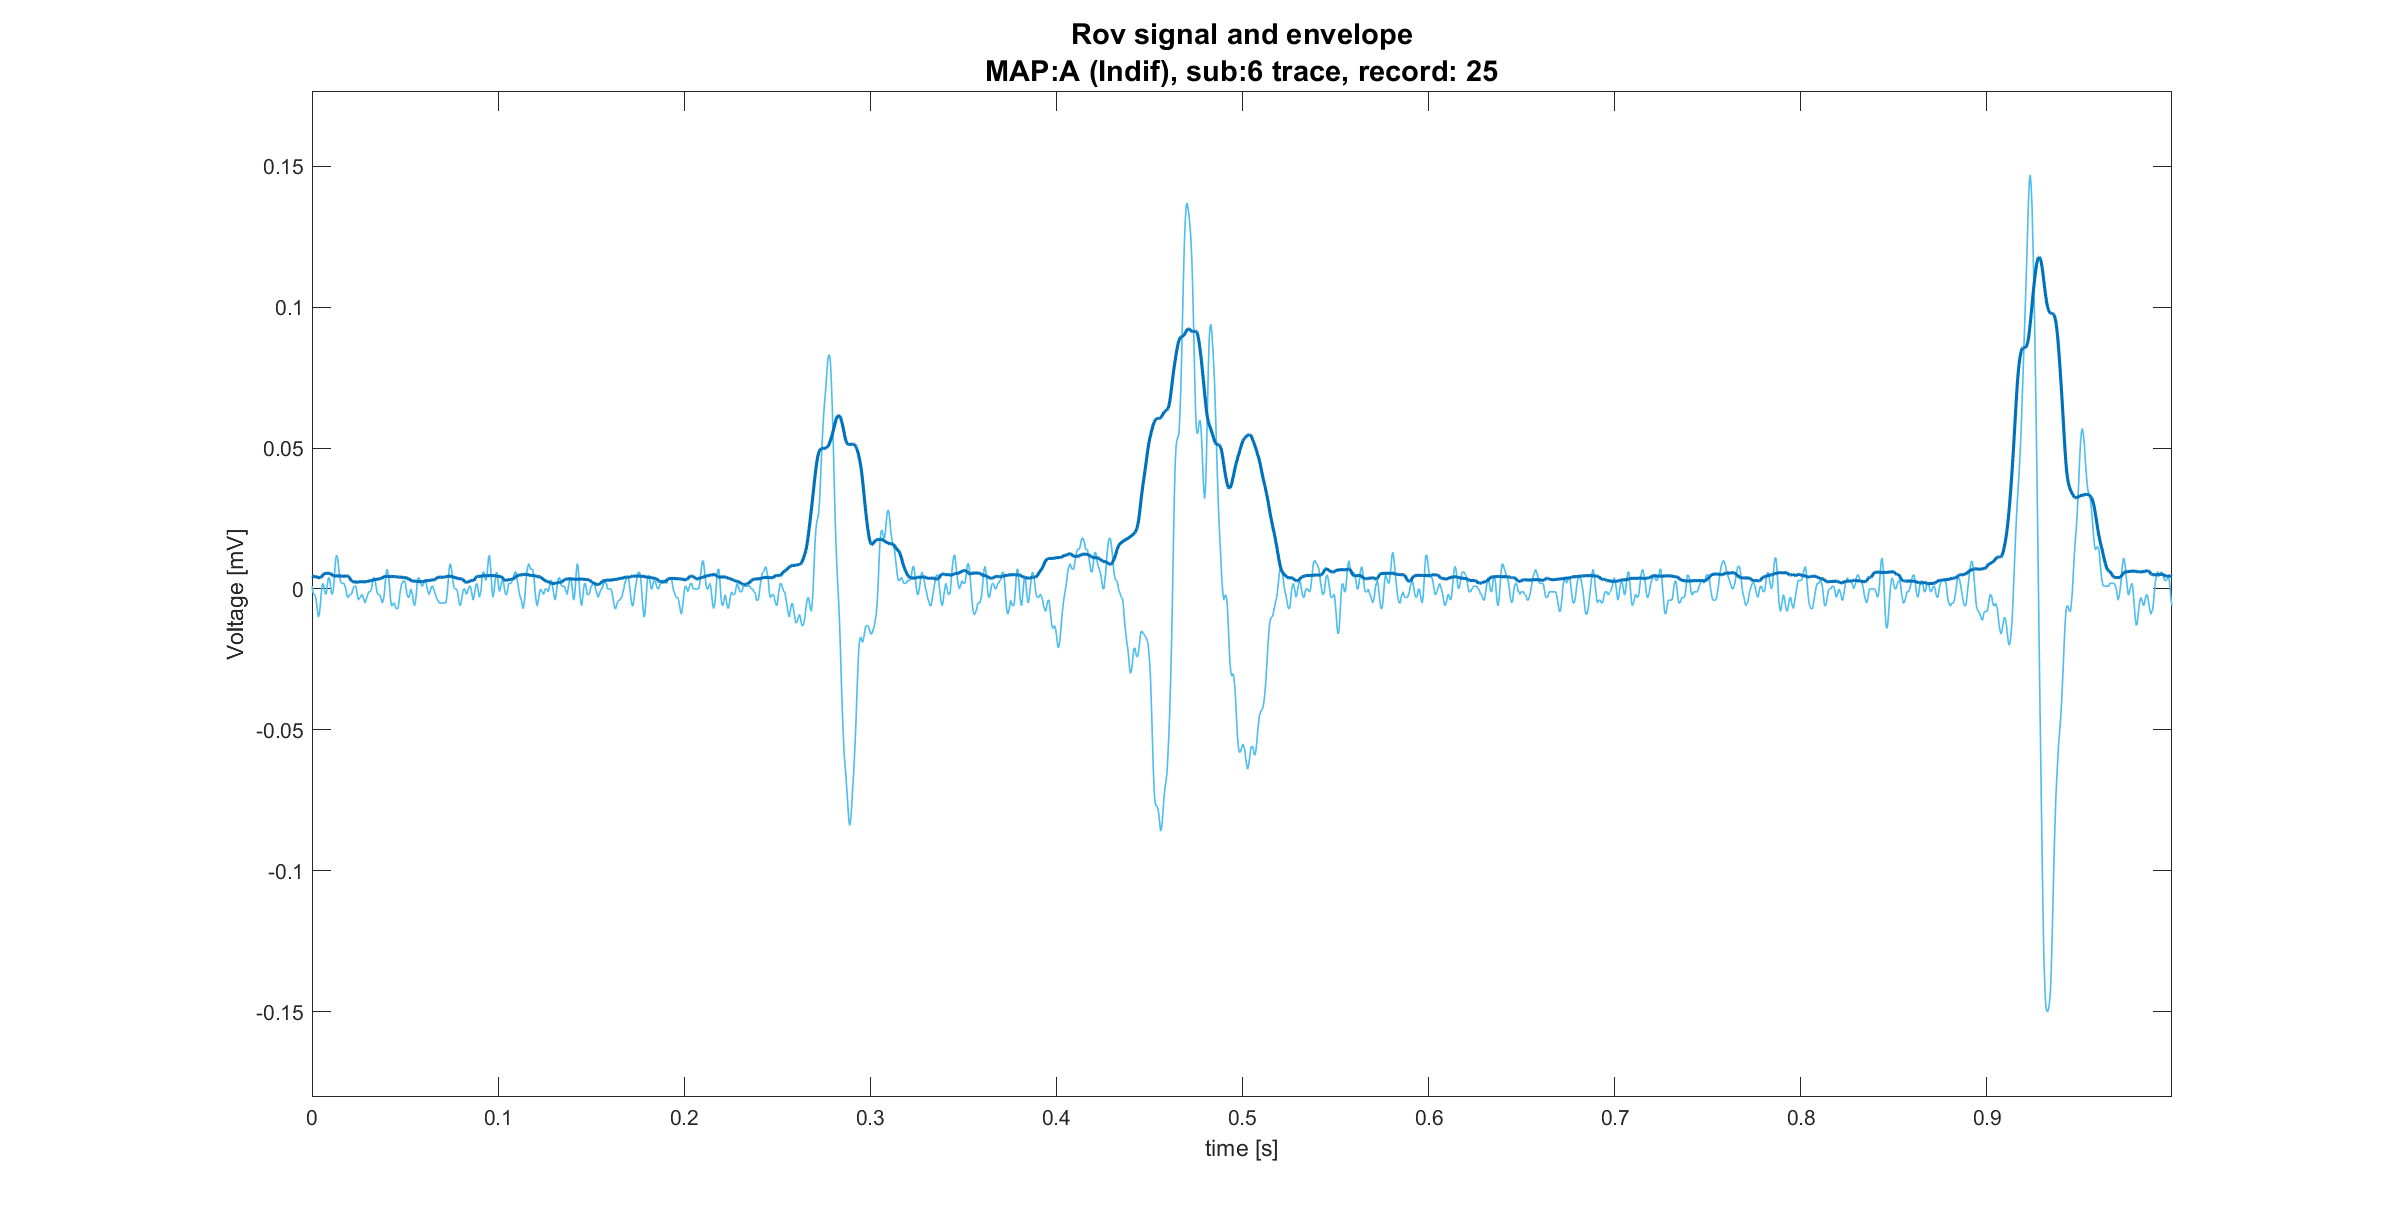 Rov signal and envelope
MAP:A (Indif), sub:6 trace, record: 25
0.15
0.1
0.05
0
-0.05
-0.1
-0.15
Voltage [mV]
0 0.1 0.2 0.3 0.4 0.5 0.6 0.7 0.8 0.9
time [s]